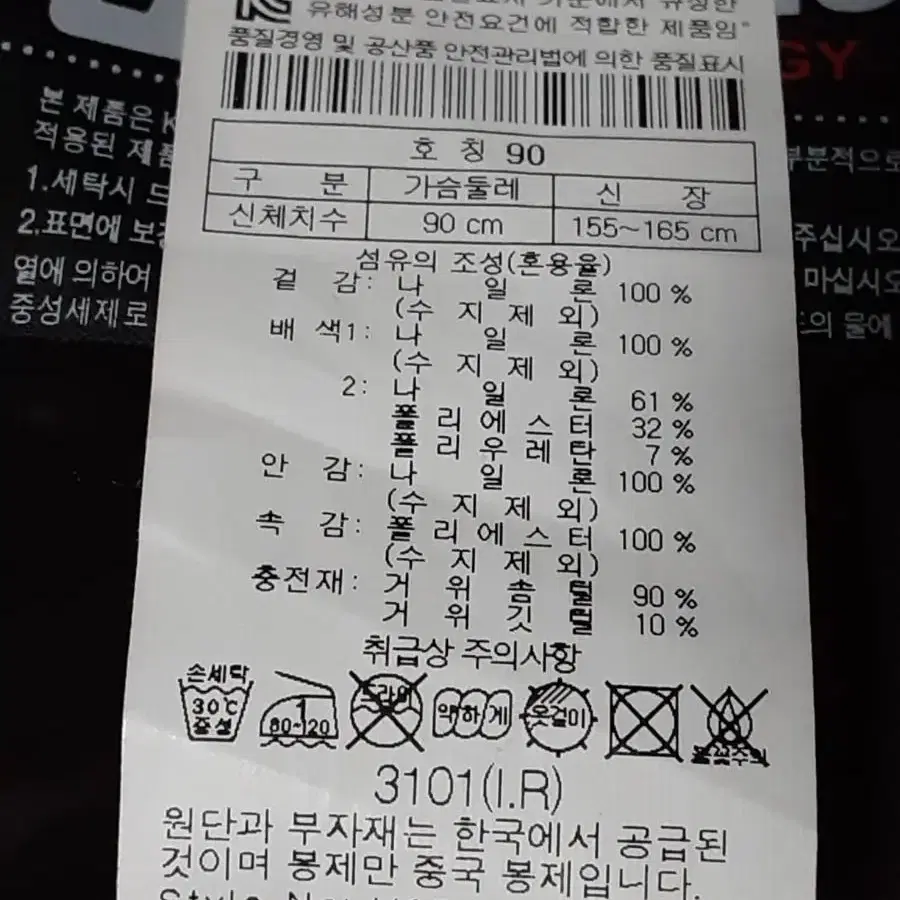 유해성분 안전요건에 적합한 제품임"
품질경영 및 공산품 안전관리법에 의한 품질표시
GY
본 제품은 K
적용된 제품
1.세탁시 드
2.표면에 보
열에 의하여
중성세제로
부분적으로
주십시오
마십시오
의 물에
호 칭 90
구 분 가슴둘레 신 장
신체치수 90 cm 155~165 cm
섬유의 조성(혼용율)
겉 감: 나 일 론 100 %
(수 지 제 외)
배 색1: 나 일 론 100 %
(수 지 제 외)
2: 나 일 론 61 %
폴 리 에 스 터 32 %
폴 리 우 레 탄 7 %
안 감: 나 일 론 100 %
(수 지 제 외)
촉 감: 폴 리 에 스 터 100 %
(수 지 제 외)
충전재: 거 위 솜 털 90 %
거 위 깃 털 10 %
취급상 주의사항
손세탁
30℃
중성
1
80~120
드라이
약하게
옷걸이
불꽃주의
3101(I.R)
원단과 부자재는 한국에서 공급된
것이며 봉제만 중국 봉제입니다.